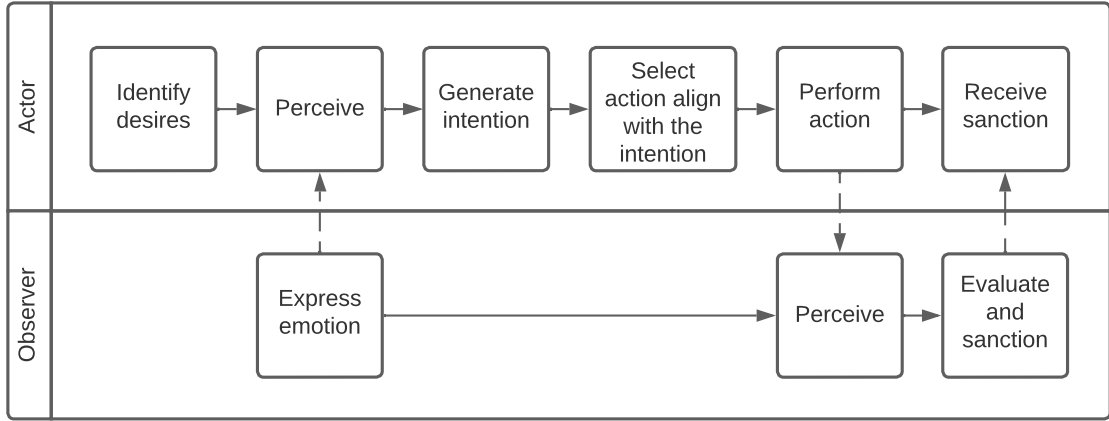 Actor
Identify
desires
Perceive
Generate
intention
Select
action align
with the
intention
Perform
action
Receive
sanction
Observer
Express
emotion
Perceive
Evaluate
and
sanction